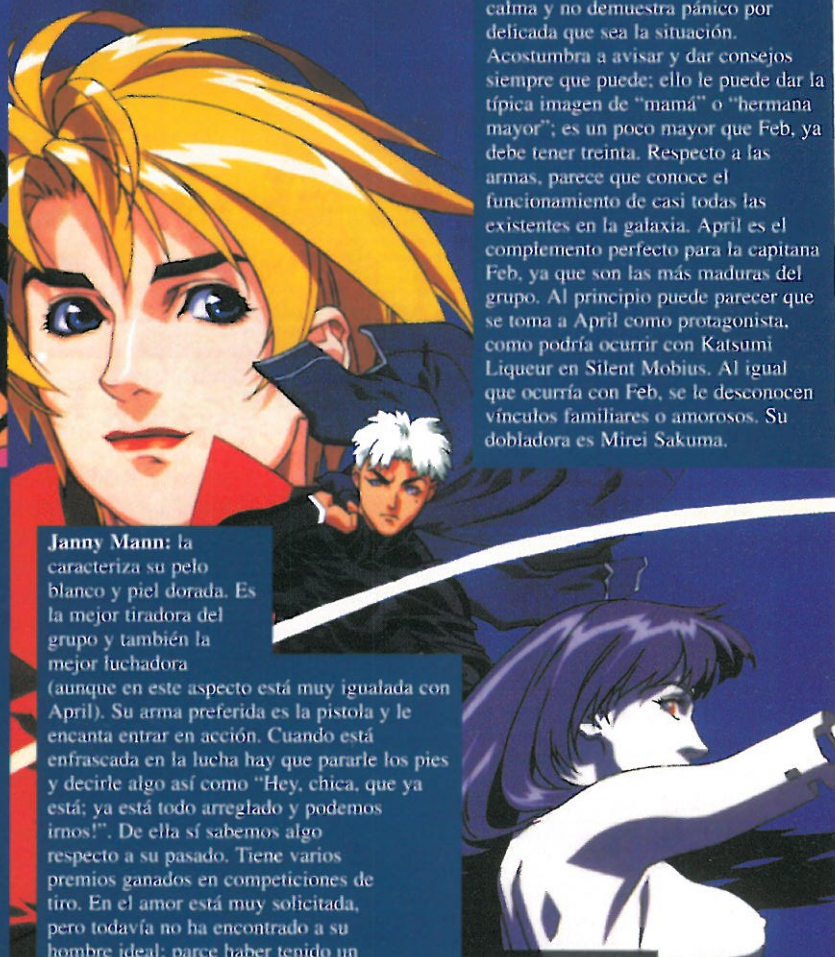 calma y no demuestra pánico por
delicada que sea la situación.
Acostumbra a avisar y dar consejos
siempre que puede; ello le puede dar la
típica imagen de “mamá” o “hermana
mayor”; es un poco mayor que Feb, ya
debe tener treinta. Respecto a las
armas, parece que conoce el
funcionamiento de casi todas las
existentes en la galaxia. April es el
complemento perfecto para la capitana
Feb, ya que son las más maduras del
grupo. Al principio puede parecer que
se toma a April como protagonista,
como podría ocurrir con Katsumi
Liqueur en Silent Mobius. Al igual
que ocurría con Feb, se le desconocen
vínculos familiares o amorosos. Su
dobladora es Mirei Sakuma.
Janny Mann: la
caracteriza su pelo
blanco y piel dorada. Es
la mejor tiradora del
grupo y también la
mejor luchadora
(aunque en este aspecto está muy igualada con
April). Su arma preferida es la pistola y le
encanta entrar en acción. Cuando está
enfrascada en la lucha hay que pararle los pies
y decirle algo así como “Hey, chica, que ya
está; ya está todo arreglado y podemos
irnos!”. De ella sí sabemos algo
respecto a su pasado. Tiene varios
premios ganados en competiciones de
tiro. En el amor está muy solicitada,
pero todavía no ha encontrado a su
hombre ideal; parce haber tenido un